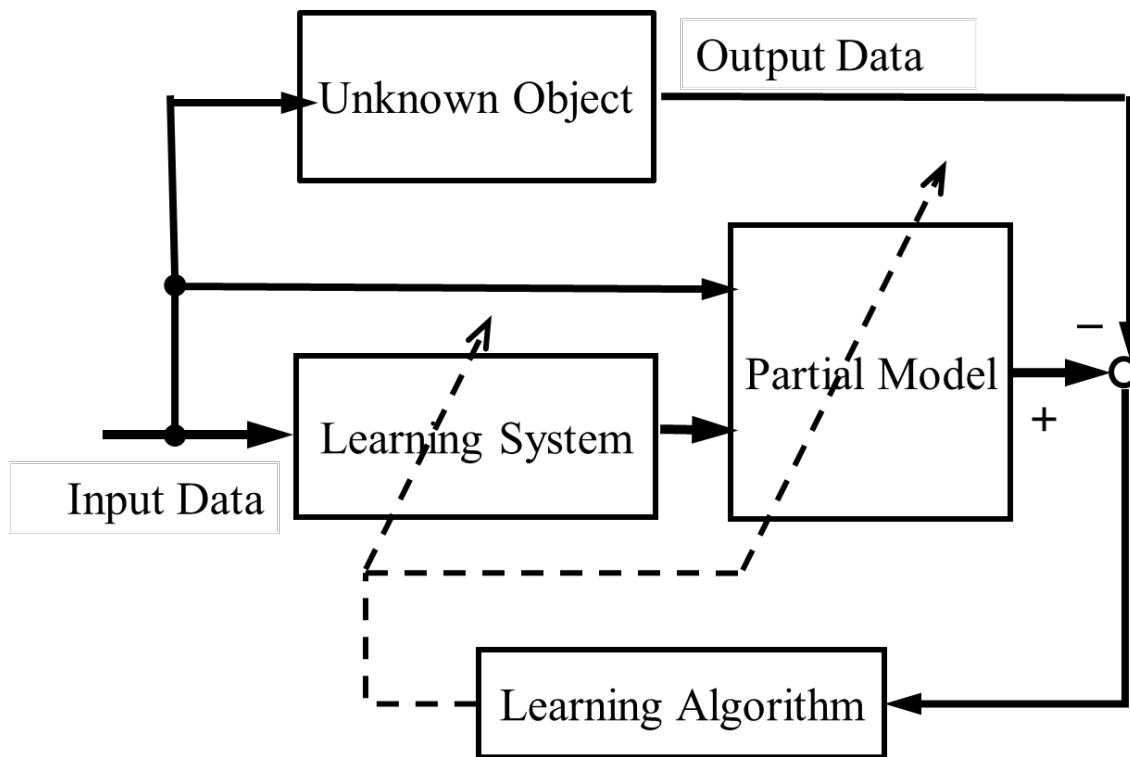 Output Data
Unknown Object
−
Partial Model
+
Learning System
Input Data
Learning Algorithm